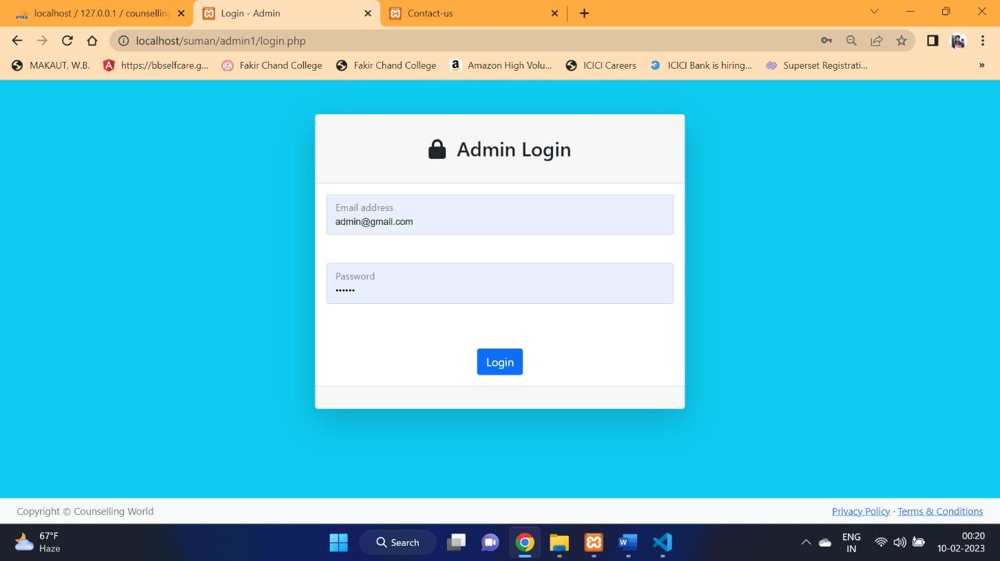 PMA localhost / 127.0.0.1 / counselling
Login - Admin
Contact-us
localhost/suman/admin1/login.php
MAKAUT, W.B.
https://bbselfcare.g...
Fakir Chand College
Fakir Chand College
Amazon High Volu...
ICICI Careers
ICICI Bank is hiring...
Superset Registrati...
»
Admin Login
Email address
admin@gmail.com
Password
••••••
Login
Copyright © Counselling World
Privacy Policy · Terms & Conditions
67°F
Haze
Search
ENG
IN
00:20
10-02-2023